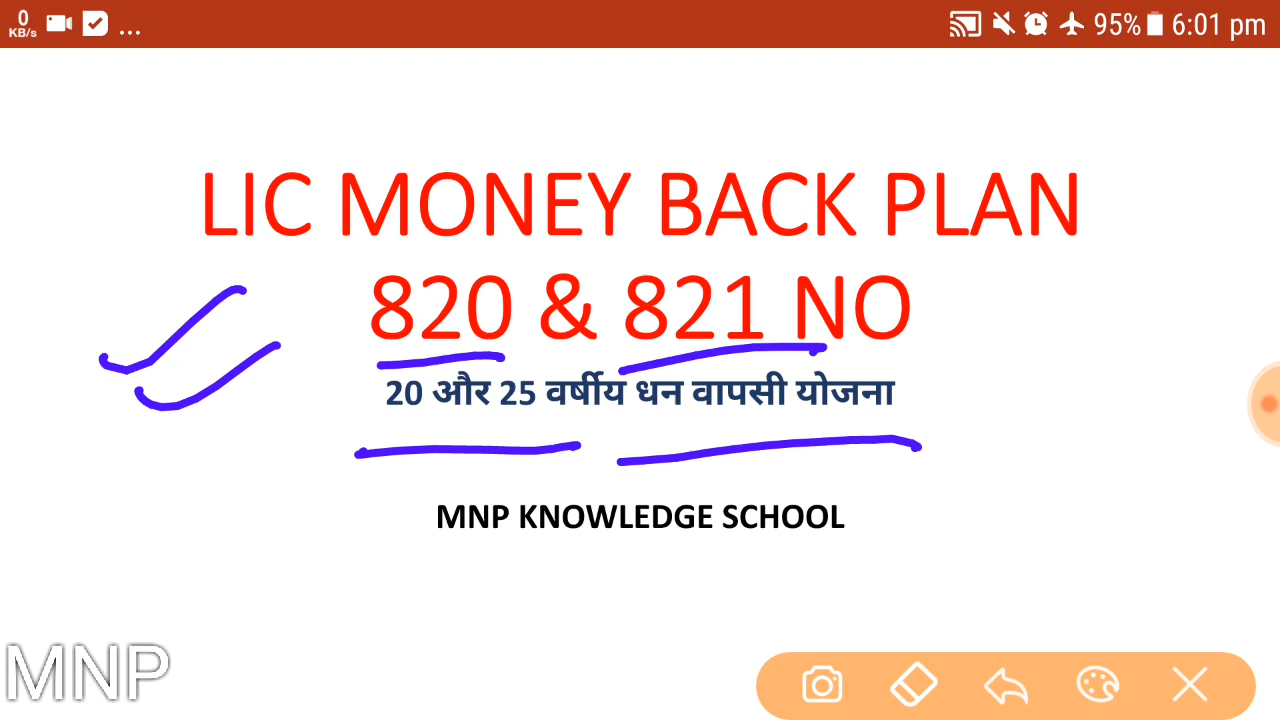 0
KB/s
...
95% 6:01 pm
LIC MONEY BACK PLAN
820 & 821 NO
20 और 25 वर्षीय धन वापसी योजना
MNP KNOWLEDGE SCHOOL
MNP